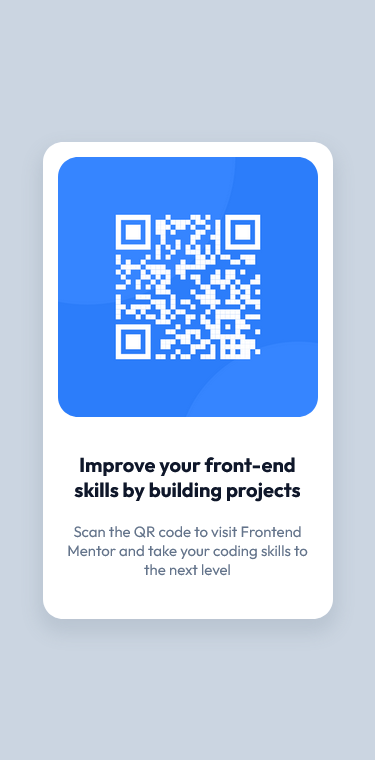 Improve your front-end
skills by building projects
Scan the QR code to visit Frontend
Mentor and take your coding skills to
the next level